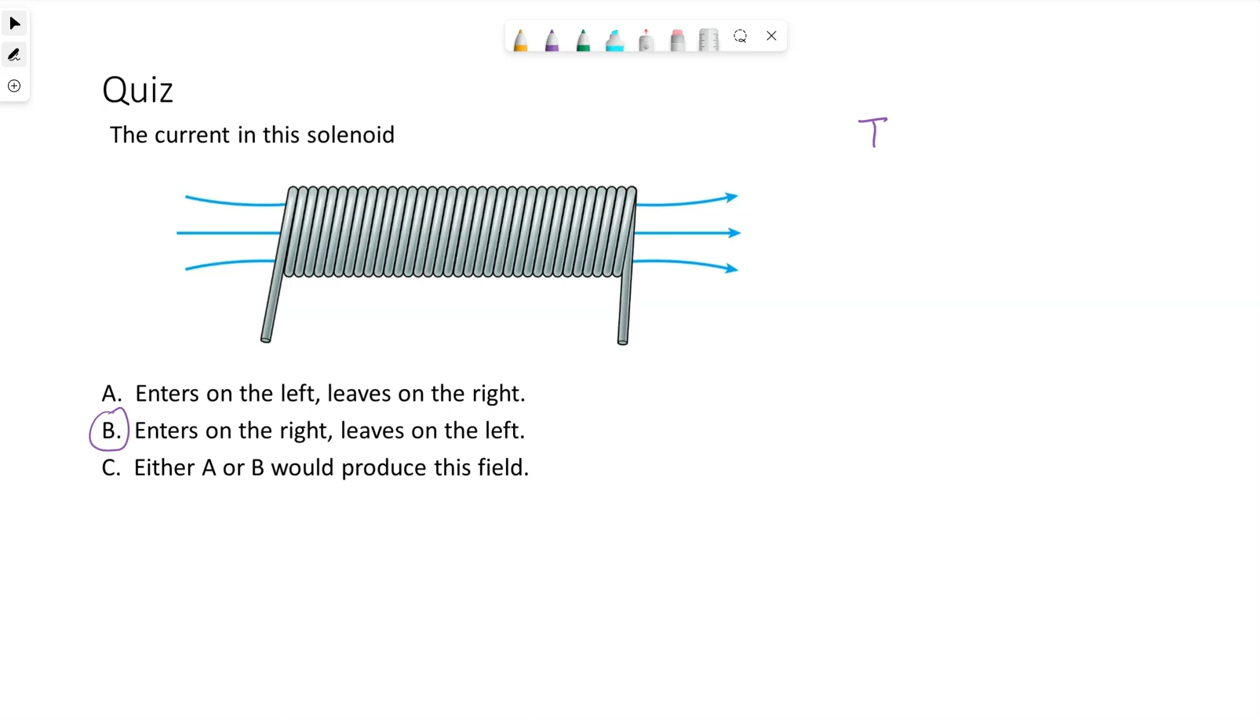 Quiz
The current in this solenoid
T
A. Enters on the left, leaves on the right.
B. Enters on the right, leaves on the left.
C. Either A or B would produce this field.